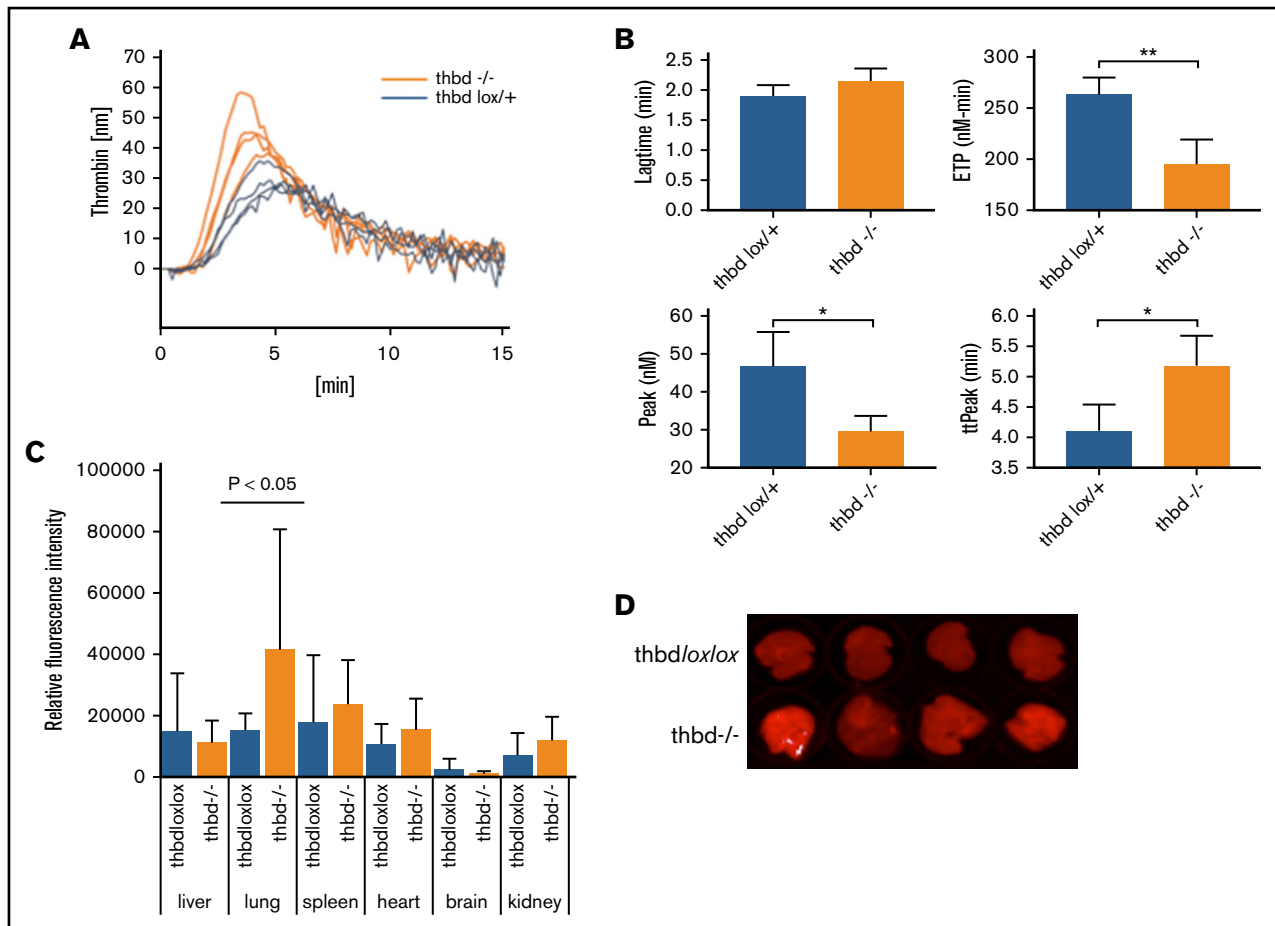 A
70
60
50
40
30
20
10
0
Thrombin [nm]
0 5 10 15
[min]
thbd -/-
thbd lox/+
B
2.5
2.0
1.5
1.0
0.5
0.0
Lagtime (min)
thbd lox/+
thbd -/-
300
250
200
150
ETP (nM-min)
**
thbd lox/+
thbd -/-
60
50
40
30
20
Peak (nM)
*
thbd lox/+
thbd -/-
6.0
5.5
5.0
4.5
4.0
3.5
ttPeak (min)
*
thbd lox/+
thbd -/-
C
100000
80000
60000
40000
20000
0
Relative fluorescence intensity
P < 0.05
thbdloxlox
thbd-/-
thbdloxlox
thbd-/-
thbdloxlox
thbd-/-
thbdloxlox
thbd-/-
thbdloxlox
thbd-/-
thbdloxlox
thbd-/-
liver lung spleen heart brain kidney
D
thbdloxlox
thbd-/-